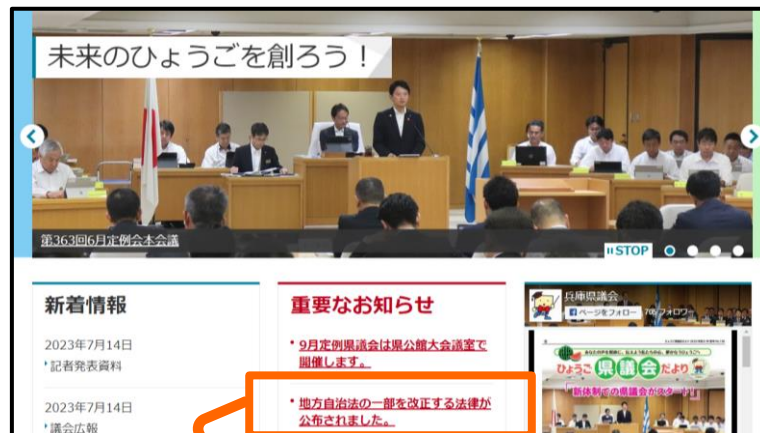 未来のひょうごを創ろう！
第363回6月定例会本会議
STOP
新着情報
2023年7月14日
記者発表資料
2023年7月14日
議会広報
重要なお知らせ
9月定例県議会は県公館大会議室で
開催します。
地方自治法の一部を改正する法律が
公布されました。
兵庫県議会
ページをフォロー
ひょうご県議会だより
「新体制での県議会がスタート」